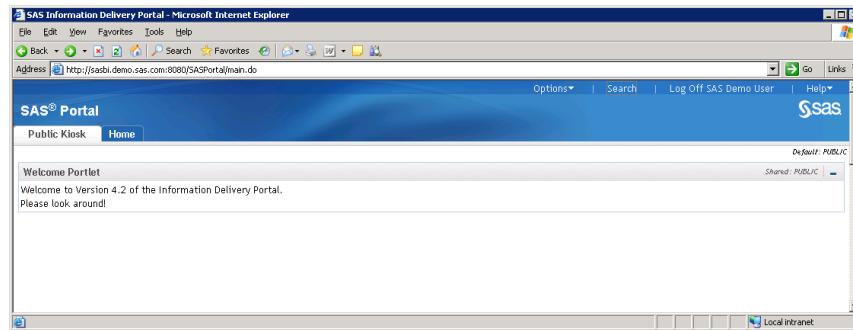 SAS Information Delivery Portal - Microsoft Internet Explorer
File Edit View Favorites Tools Help
Back Search Favorites
Address http://sasbi.demo.sas.com:8080/SASPortal/main.do Go Links
Options | Search | Log Off SAS Demo User | Help
SAS® Portal sas
Public Kiosk Home
Default: PUBLIC
Welcome Portlet Shared: PUBLIC
Welcome to Version 4.2 of the Information Delivery Portal.
Please look around!
Local intranet